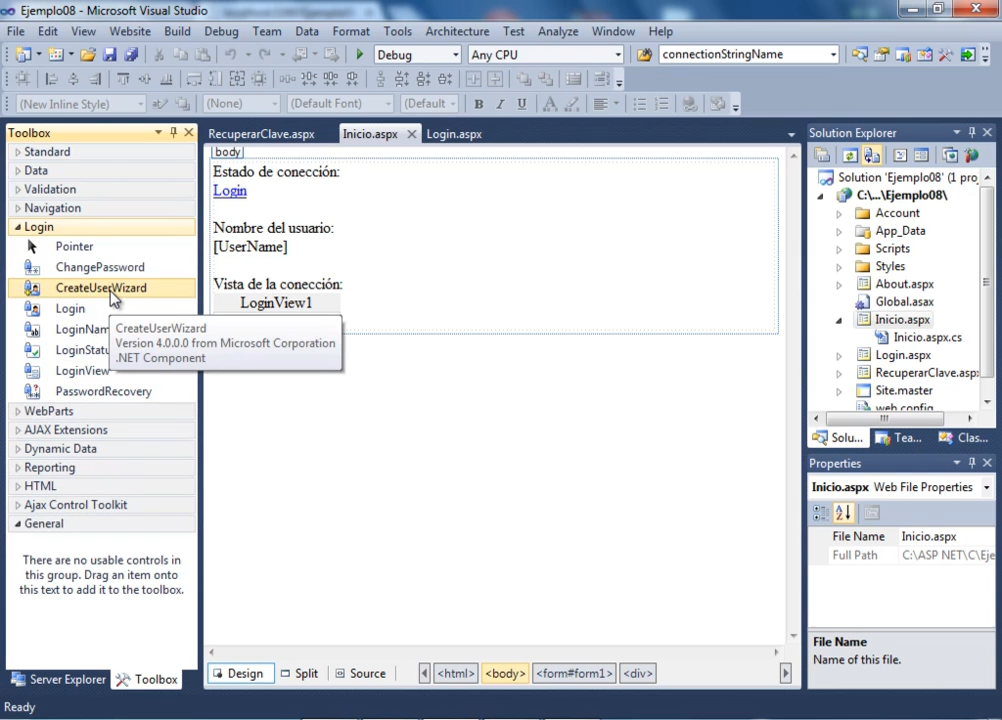 Ejemplo08 - Microsoft Visual Studio
File Edit View Website Build Debug Team Data Format Tools Architecture Test Analyze Window Help
Debug Any CPU connectionStringName
(New Inline Style) (None) (Default Font) (Default B I U A
Toolbox
Standard
Data
Validation
Navigation
Login
Pointer
ChangePassword
CreateUserWizard
Login
LoginNam
LoginStatu
LoginView
PasswordRecovery
WebParts
AJAX Extensions
Dynamic Data
Reporting
HTML
Ajax Control Toolkit
General
There are no usable controls in
this group. Drag an item onto
this text to add it to the toolbox.
Server Explorer Toolbox
CreateUserWizard
Version 4.0.0.0 from Microsoft Corporation
.NET Component
RecuperarClave.aspx Inicio.aspx Login.aspx
body
Estado de conección:
Login
Nombre del usuario:
[UserName]
Vista de la conección:
LoginView1
Design Split Source <html> <body> <form#form1> <div>
Solution Explorer
Solution 'Ejemplo08' (1 proj
C:\...\Ejemplo08\
Account
App_Data
Scripts
Styles
About.aspx
Global.asax
Inicio.aspx
Inicio.aspx.cs
Login.aspx
RecuperarClave.asp
Site.master
web.config
Solu... Tea... Clas...
Properties
Inicio.aspx Web File Properties
File Name Inicio.aspx
Full Path C:\ASP NET\C\Eje
File Name
Name of this file.
Ready